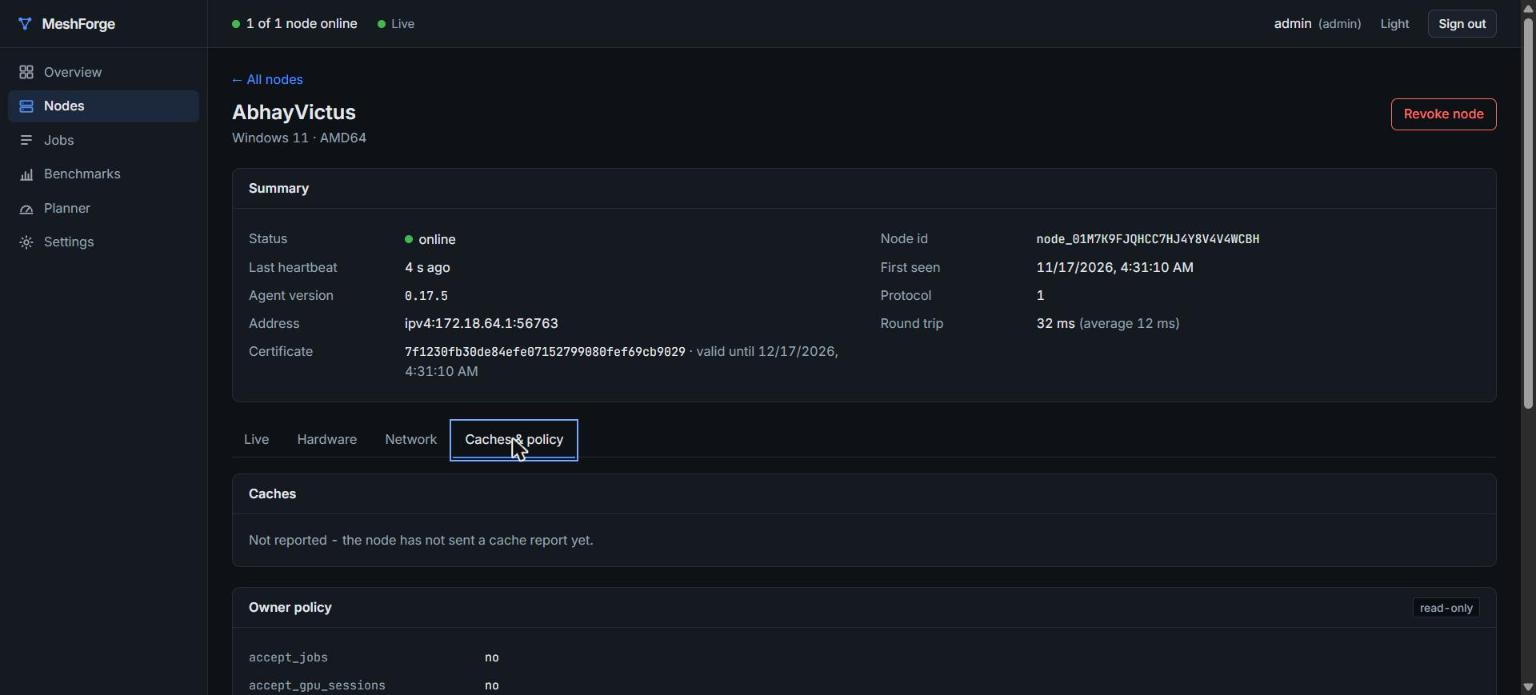 MeshForge
1 of 1 node online
Live
admin (admin)
Light
Sign out
Overview
Nodes
Jobs
Benchmarks
Planner
Settings
← All nodes
AbhayVictus
Windows 11 · AMD64
Revoke node
Summary
Status
online
Last heartbeat
4 s ago
Agent version
0.17.5
Address
ipv4:172.18.64.1:56763
Certificate
7f1230fb30de84efe07152799080fef69cb9029 · valid until 12/17/2026,
4:31:10 AM
Node id
node_01M7K9FJQHCC7HJ4Y8V4V4WCBH
First seen
11/17/2026, 4:31:10 AM
Protocol
1
Round trip
32 ms (average 12 ms)
Live
Hardware
Network
Caches & policy
Caches
Not reported - the node has not sent a cache report yet.
Owner policy
read-only
accept_jobs
no
accept_gpu_sessions
no